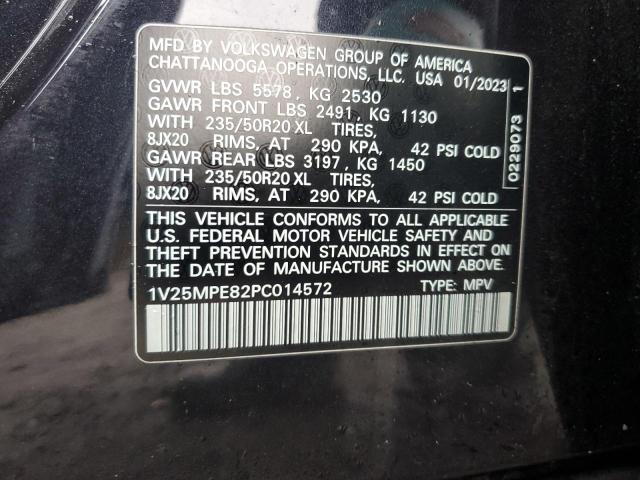 MFD BY VOLKSWAGEN GROUP OF AMERICA
CHATTANOOGA OPERATIONS, LLC. USA 01/2023
GVWR LBS 5578, KG 2530
GAWR FRONT LBS 2491, KG 1130
WITH 235/50R20 XL TIRES,
8JX20 RIMS, AT 290 KPA, 42 PSI COLD
GAWR REAR LBS 3197, KG 1450
WITH 235/50R20 XL TIRES,
8JX20 RIMS, AT 290 KPA, 42 PSI COLD
THIS VEHICLE CONFORMS TO ALL APPLICABLE
U.S. FEDERAL MOTOR VEHICLE SAFETY AND
THEFT PREVENTION STANDARDS IN EFFECT ON
THE DATE OF MANUFACTURE SHOWN ABOVE.
1V25MPE82PC014572 TYPE: MPV
0229073 1